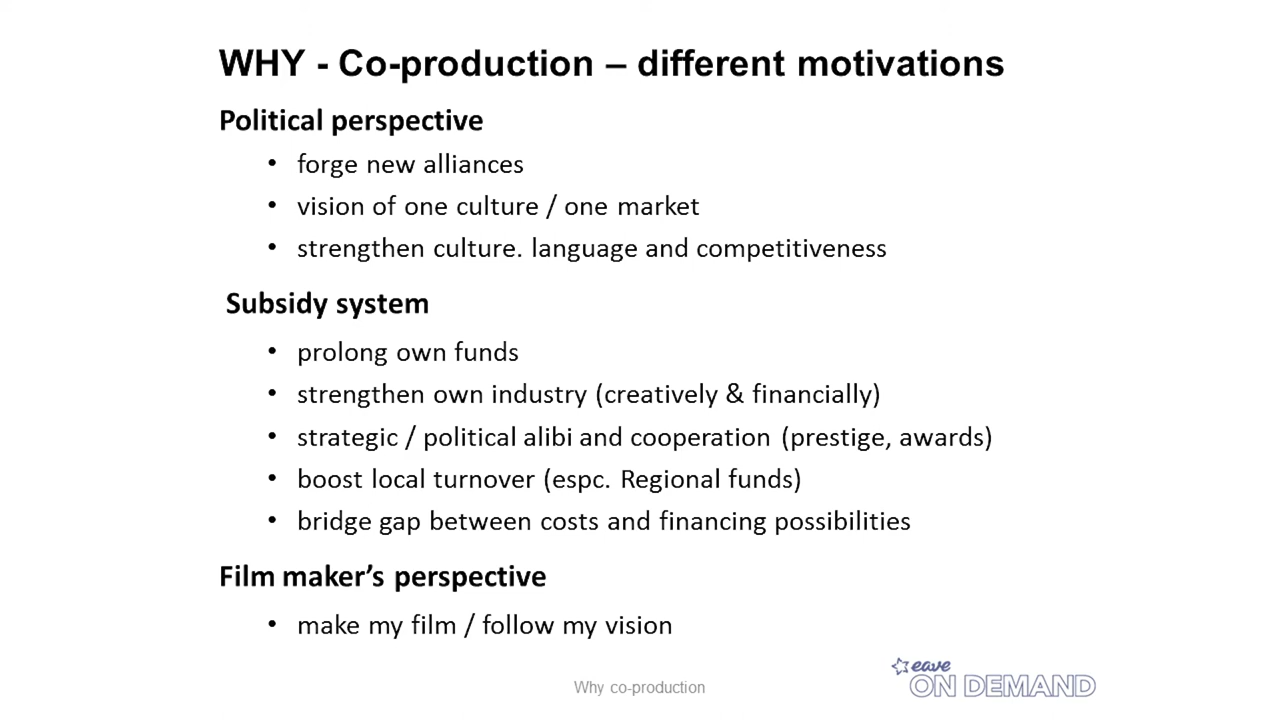 WHY - Co-production – different motivations
Political perspective
• forge new alliances
• vision of one culture / one market
• strengthen culture. language and competitiveness
Subsidy system
• prolong own funds
• strengthen own industry (creatively & financially)
• strategic / political alibi and cooperation (prestige, awards)
• boost local turnover (espc. Regional funds)
• bridge gap between costs and financing possibilities
Film maker’s perspective
• make my film / follow my vision
Why co-production
eave
ON DEMAND